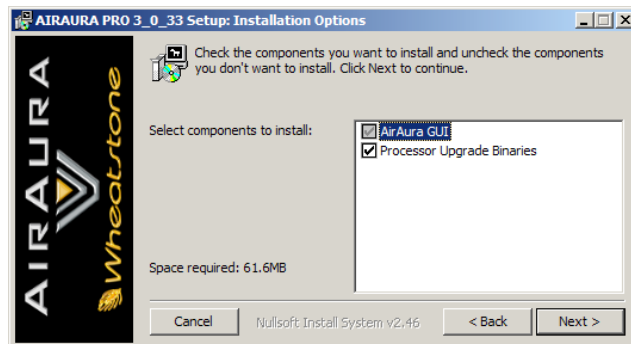 AIRAURA PRO 3_0_33 Setup: Installation Options
AIRAURA
Wheatstone
Check the components you want to install and uncheck the components
you don't want to install. Click Next to continue.
Select components to install:
AirAura GUI
Processor Upgrade Binaries
Space required: 61.6MB
Cancel
Nullsoft Install System v2.46
< Back
Next >